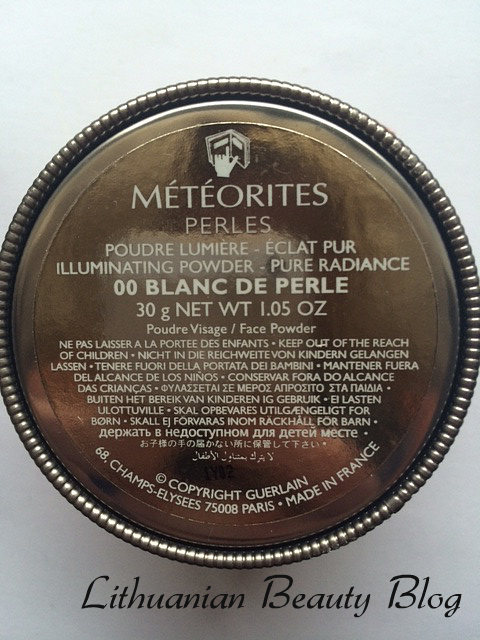 MÉTÉORITES
PERLES
POUDRE LUMIÈRE - ÉCLAT PUR
ILLUMINATING POWDER - PURE RADIANCE
00 BLANC DE PERLE
30 g NET WT 1.05 OZ
Poudre Visage / Face Powder
NE PAS LAISSER A LA PORTEE DES ENFANTS • KEEP OUT OF THE REACH
OF CHILDREN • NICHT IN DIE REICHWEITE VON KINDERN GELANGEN
LASSEN • TENERE FUORI DELLA PORTATA DEI BAMBINI • MANTENER FUERA
DEL ALCANCE DE LOS NIÑOS • CONSERVAR FORA DO ALCANCE
DAS CRIANÇAS • ΦΥΛΑΣΣΕΤΑΙ ΣΕ ΜΕΡΟΣ ΑΠΡΟΣΙΤΟ ΣΤΑ ΠΑΙΔΙΑ •
BUITEN HET BEREIK VAN KINDEREN IG GEBRUIK • EI LASTEN
ULOTTUVILLE • SKAL OPBEVARES UTILGÆNGELIGT FOR
BØRN • SKALL EJ FÖRVARAS INOM RÄCKHÅLL FÖR BARN •
держать в недоступном для детей месте •
お子様の手の届かない所に保管して下さい •
لا يترك بمتناول الأطفال
1Y02
© COPYRIGHT GUERLAIN
68, CHAMPS-ELYSEES 75008 PARIS • MADE IN FRANCE
Lithuanian Beauty Blog